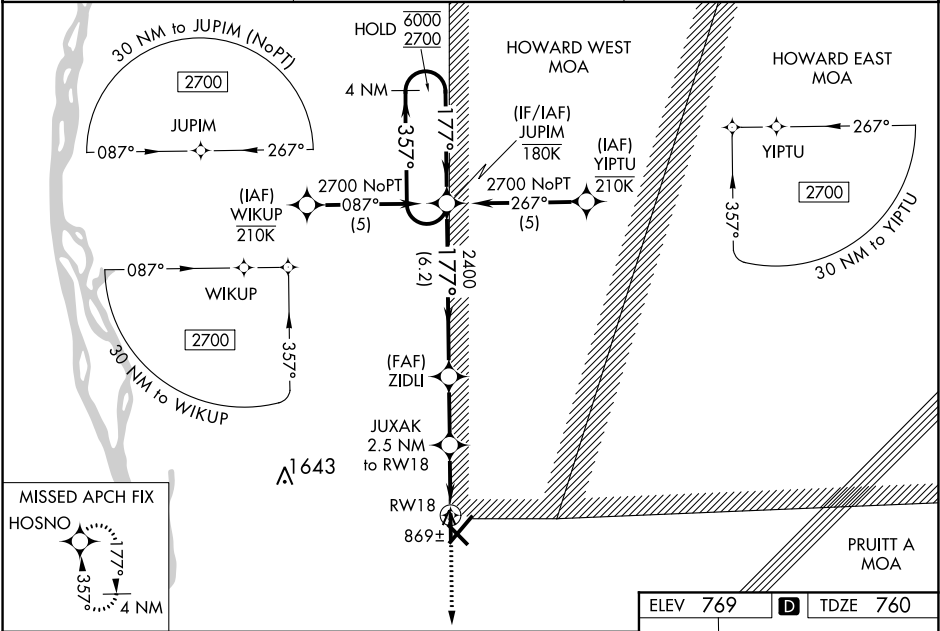 30 NM to JUPIM (NoPT)
2700
JUPIM
087°
267°
HOLD
6000
2700
4 NM
357°
177°
HOWARD WEST
MOA
HOWARD EAST
MOA
(IF/IAF)
JUPIM
180K
(IAF)
YIPTU
210K
2700 NoPT
267°
(5)
(IAF)
WIKUP
210K
2700 NoPT
087°
(5)
267°
YIPTU
2700
357°
30 NM to YIPTU
087°
WIKUP
2700
357°
30 NM to WIKUP
2400
177°
(6.2)
(FAF)
ZIDLI
JUXAK
2.5 NM
to RW18
1643
RW18
869±
MISSED APCH FIX
HOSNO
177°
357°
4 NM
PRUITT A
MOA
ELEV 769 D TDZE 760